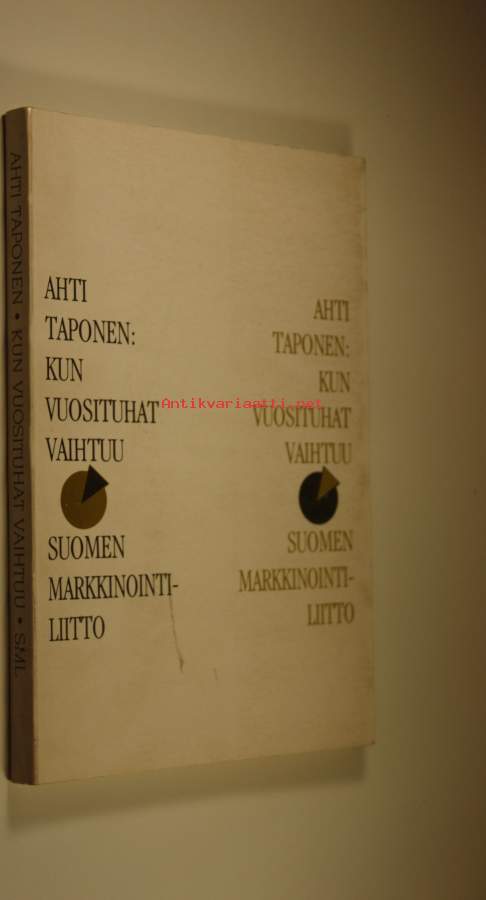 AHTI TAPONEN • KUN VUOSITUHAT VAIHTUU • SML
AHTI
TAPONEN:
KUN
VUOSITUHAT
VAIHTUU
SUOMEN
MARKKINOINTI-
LIITTO
AHTI
TAPONEN:
KUN
VUOSITUHAT
VAIHTUU
SUOMEN
MARKKINOINTI-
LIITTO
Antikvariaatti.net